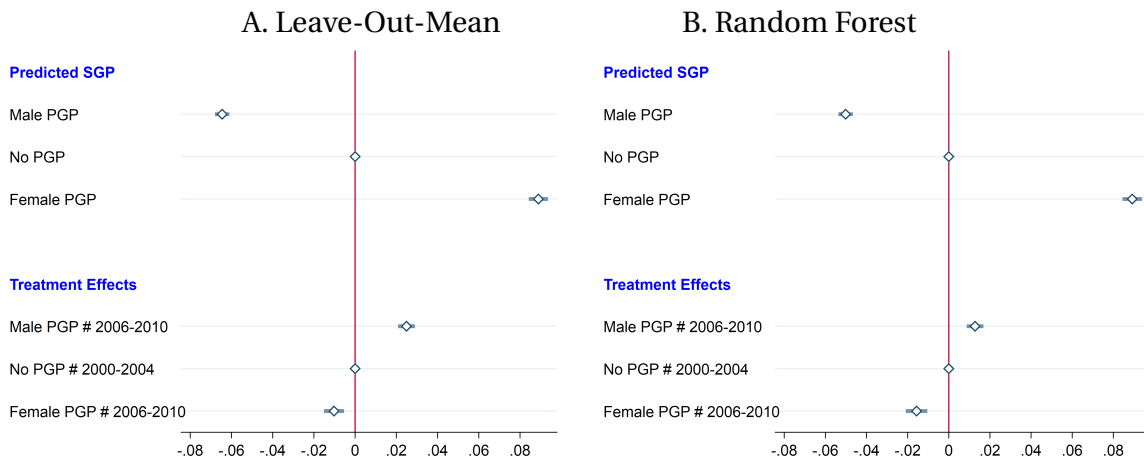 A. Leave-Out-Mean
Predicted SGP
Male PGP
No PGP
Female PGP
Treatment Effects
Male PGP # 2006-2010
No PGP # 2000-2004
Female PGP # 2006-2010
-.08 -.06 -.04 -.02 0 .02 .04 .06 .08
B. Random Forest
Predicted SGP
Male PGP
No PGP
Female PGP
Treatment Effects
Male PGP # 2006-2010
No PGP # 2000-2004
Female PGP # 2006-2010
-.08 -.06 -.04 -.02 0 .02 .04 .06 .08